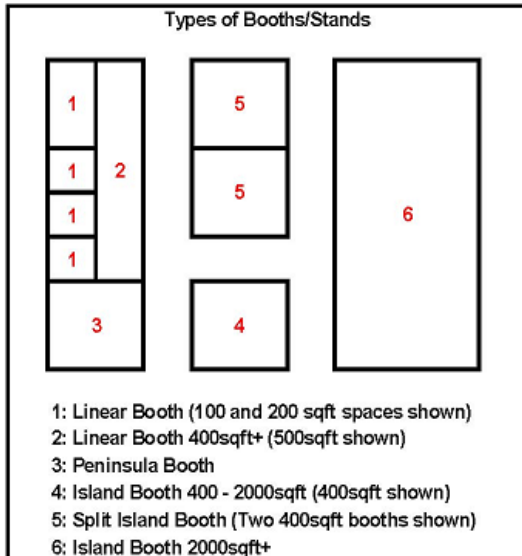 Types of Booths/Stands
1
5
1
2
5
1
6
1
3
4
1: Linear Booth (100 and 200 sqft spaces shown)
2: Linear Booth 400sqft+ (500sqft shown)
3: Peninsula Booth
4: Island Booth 400 - 2000sqft (400sqft shown)
5: Split Island Booth (Two 400sqft booths shown)
6: Island Booth 2000sqft+